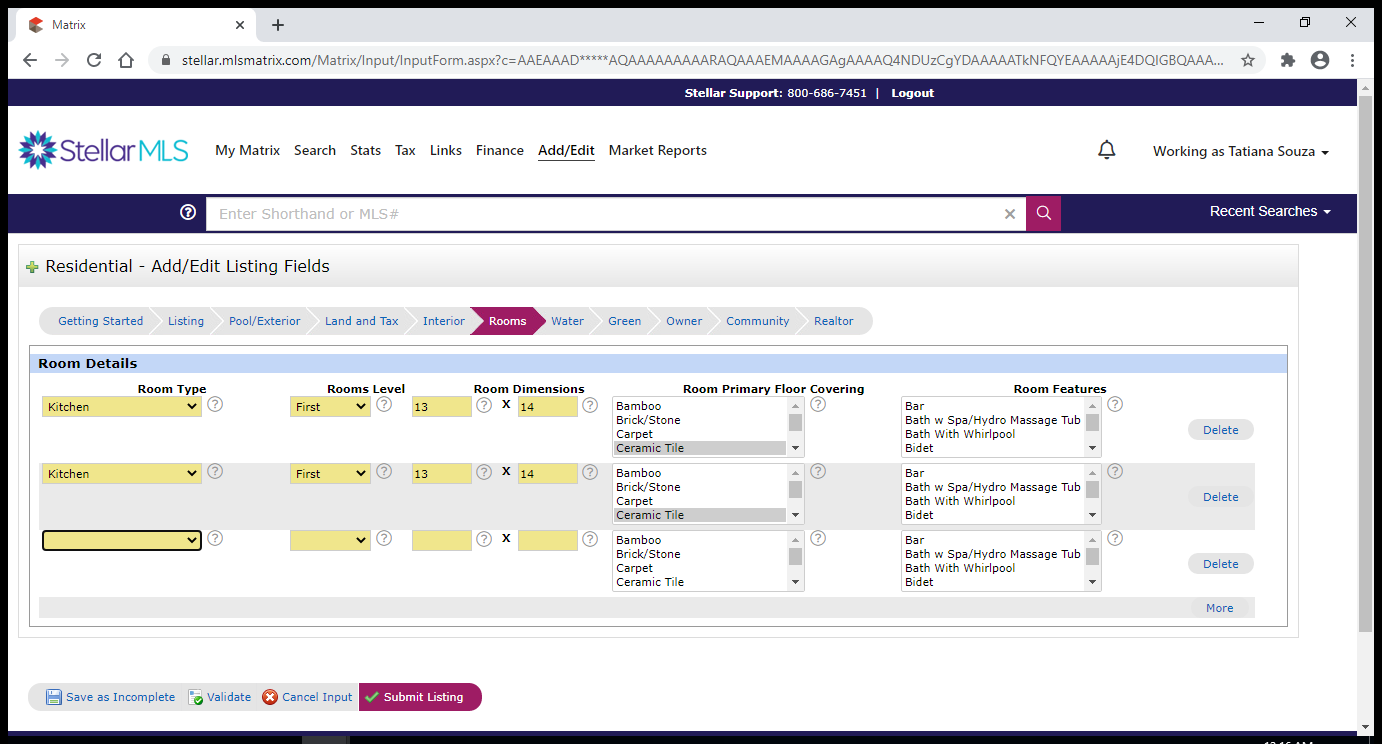 Matrix
stellar.mlsmatrix.com/Matrix/Input/InputForm.aspx?c=AAEAAAD*****AQAAAAAAAAARAQAAAEMAAAAGAgAAAAQ4NDUzCgYDAAAAATkNFQYEAAAAAjE4DQIGBQAAA...
Stellar Support: 800-686-7451 | Logout
StellarMLS
My Matrix Search Stats Tax Links Finance Add/Edit Market Reports
Working as Tatiana Souza
Enter Shorthand or MLS#
Recent Searches
Residential - Add/Edit Listing Fields
Getting Started Listing Pool/Exterior Land and Tax Interior Rooms Water Green Owner Community Realtor
Room Details
Room Type Rooms Level Room Dimensions Room Primary Floor Covering Room Features
Kitchen ? First ? 13 ? X 14 ? Bamboo ? Bar ?
Brick/Stone Bath w Spa/Hydro Massage Tub
Carpet Bath With Whirlpool
Ceramic Tile Bidet
Delete
Kitchen ? First ? 13 ? X 14 ? Bamboo ? Bar ?
Brick/Stone Bath w Spa/Hydro Massage Tub
Carpet Bath With Whirlpool
Ceramic Tile Bidet
Delete
? ? ? X ? Bamboo ? Bar ?
Brick/Stone Bath w Spa/Hydro Massage Tub
Carpet Bath With Whirlpool
Ceramic Tile Bidet
Delete
More
Save as Incomplete Validate Cancel Input Submit Listing